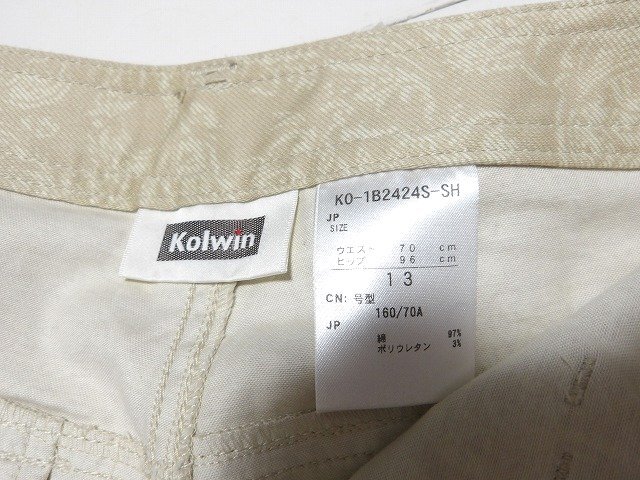 Kolwin
KO-1B2424S-SH
JP
SIZE
ウエスト 70 cm
ヒップ 96 cm
13
CN: 号型
160/70A
JP
綿 97%
ポリウレタン 3%